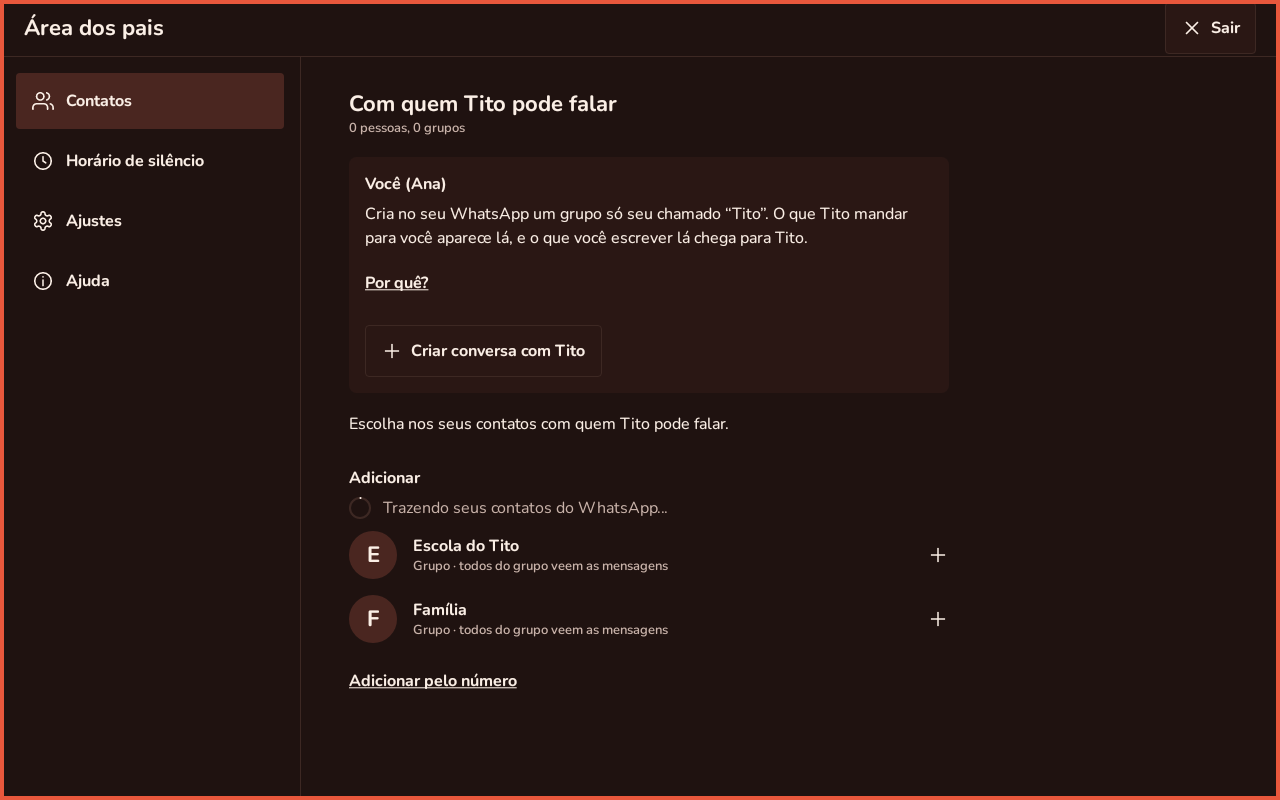 Área dos pais
Sair
Contatos
Horário de silêncio
Ajustes
Ajuda
Com quem Tito pode falar
0 pessoas, 0 grupos
Você (Ana)
Cria no seu WhatsApp um grupo só seu chamado “Tito”. O que Tito mandar
para você aparece lá, e o que você escrever lá chega para Tito.
Por quê?
Criar conversa com Tito
Escolha nos seus contatos com quem Tito pode falar.
Adicionar
Trazendo seus contatos do WhatsApp...
E
Escola do Tito
Grupo · todos do grupo veem as mensagens
F
Família
Grupo · todos do grupo veem as mensagens
Adicionar pelo número